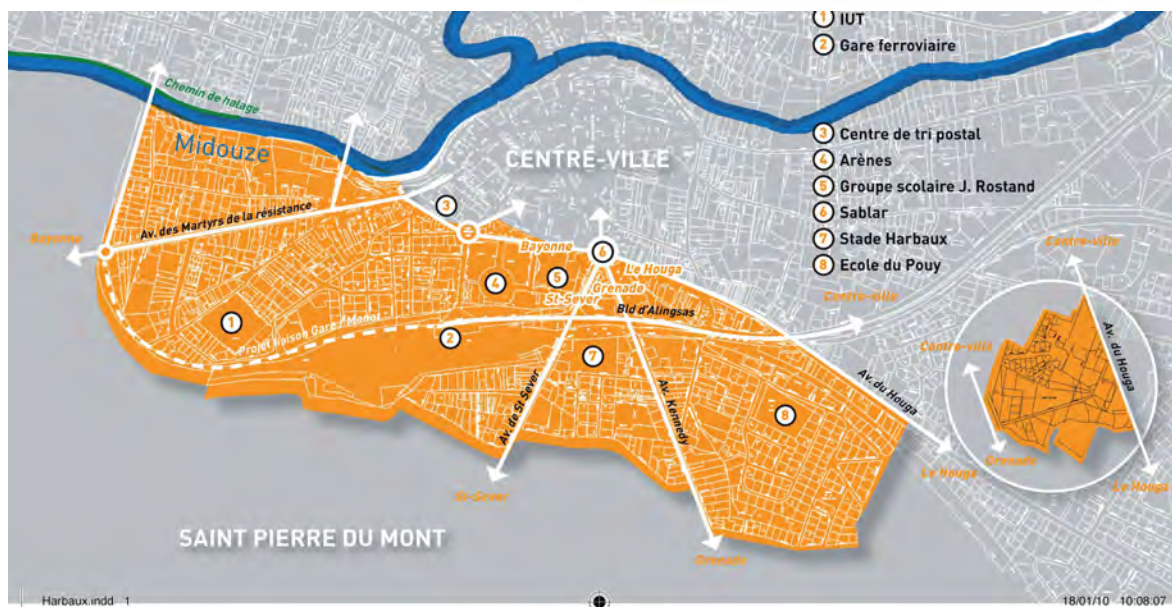 1 IUT
2 Gare ferroviaire
Chemin de halage
Midouze
3 Centre de tri postal
CENTRE-VILLE
4 Arènes
5 Groupe scolaire J. Rostand
3
6 Sablar
Av. des Martyrs de la résistance
7 Stade Harbaux
Bayonne
Bayonne
6
8 Ecole du Pouy
Centre-ville
Le Houga
4
5
Grenade
St-Sever
Centre-ville
Bld d'Alingsas
1
Projet liaison Gare / Monot
2
7
Centre-ville
Av. du Houga
Av. de St Sever
Av. Kennedy
Av. du Houga
8
Grenade
Le Houga
Le Houga
St-Sever
SAINT PIERRE DU MONT
Grenade
Harbaux.indd 1
18/01/10 10:08:07